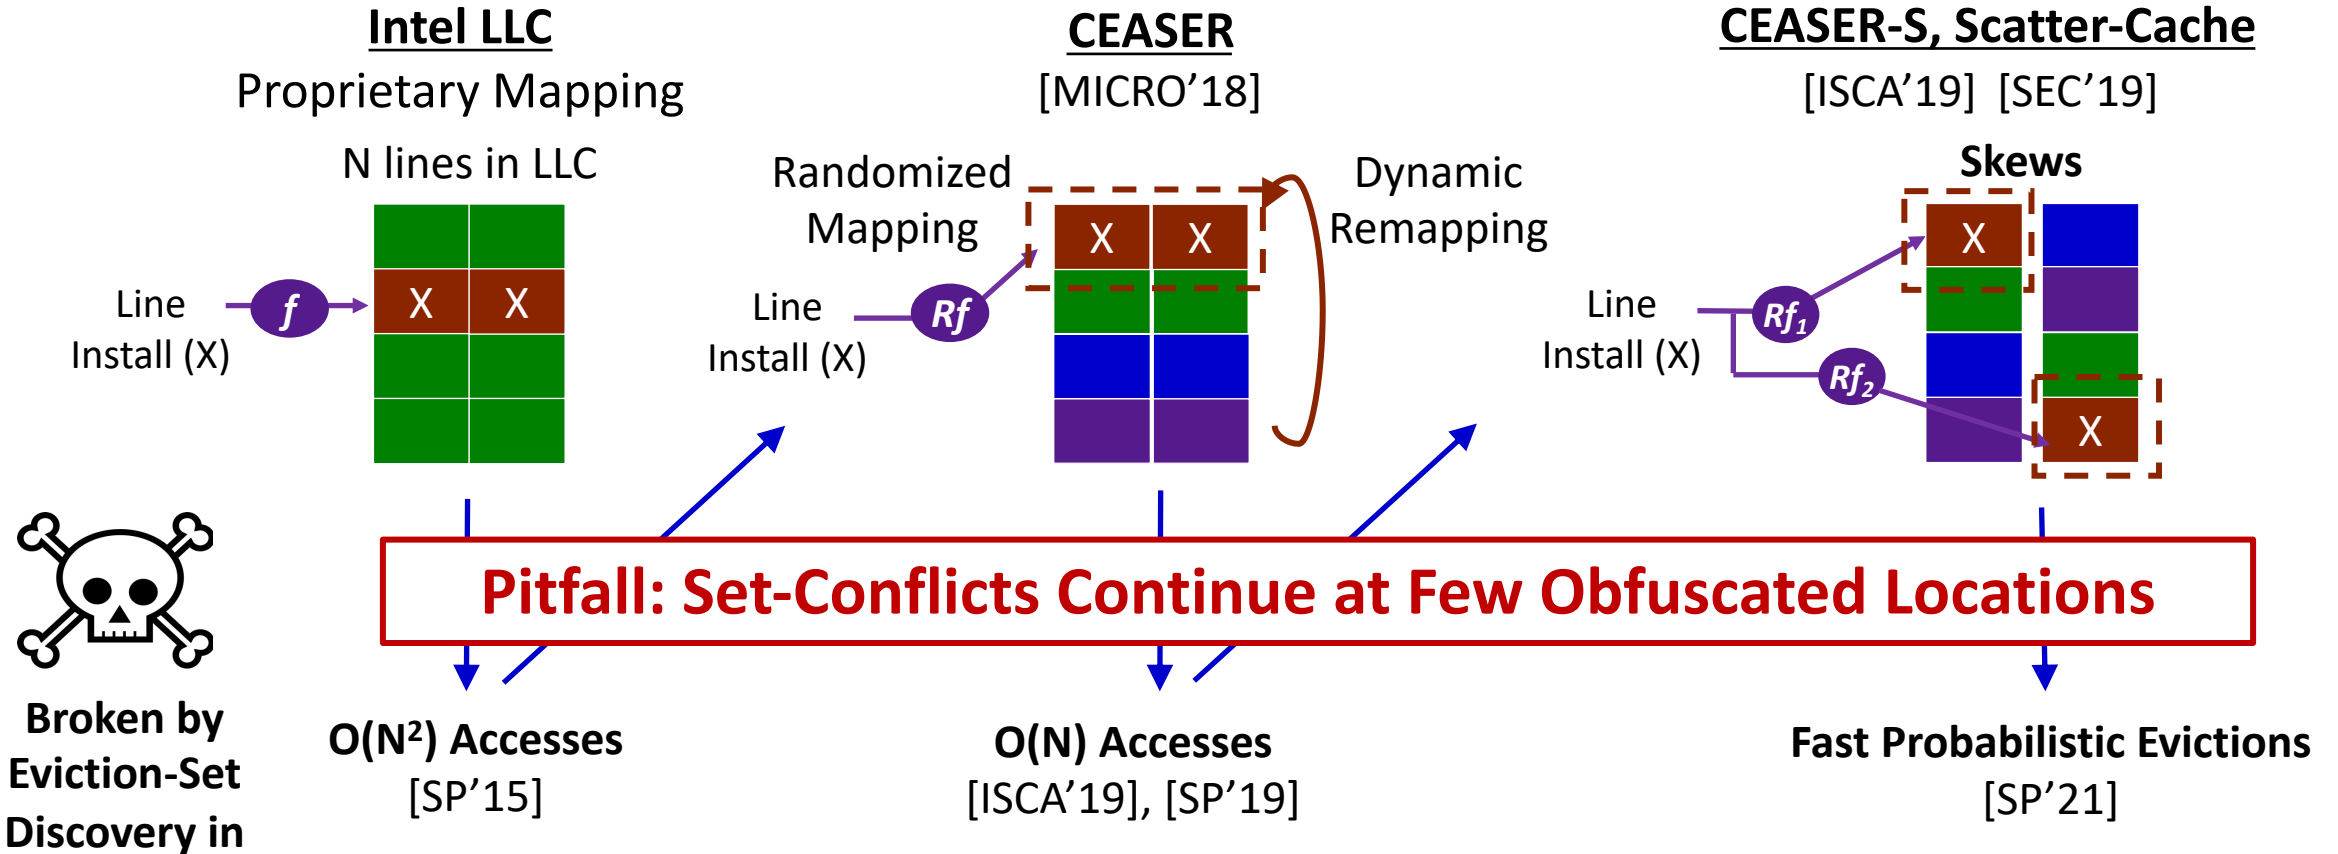 Intel LLC
Proprietary Mapping
N lines in LLC
Line
Install (X)
f
X X
CEASER
[MICRO’18]
Randomized
Mapping
Line
Install (X)
Rf
X X
Dynamic
Remapping
CEASER-S, Scatter-Cache
[ISCA’19] [SEC’19]
Skews
Line
Install (X)
Rf₁
Rf₂
X
X
Pitfall: Set-Conflicts Continue at Few Obfuscated Locations
Broken by
Eviction-Set
Discovery in
O(N²) Accesses
[SP’15]
O(N) Accesses
[ISCA’19], [SP’19]
Fast Probabilistic Evictions
[SP’21]